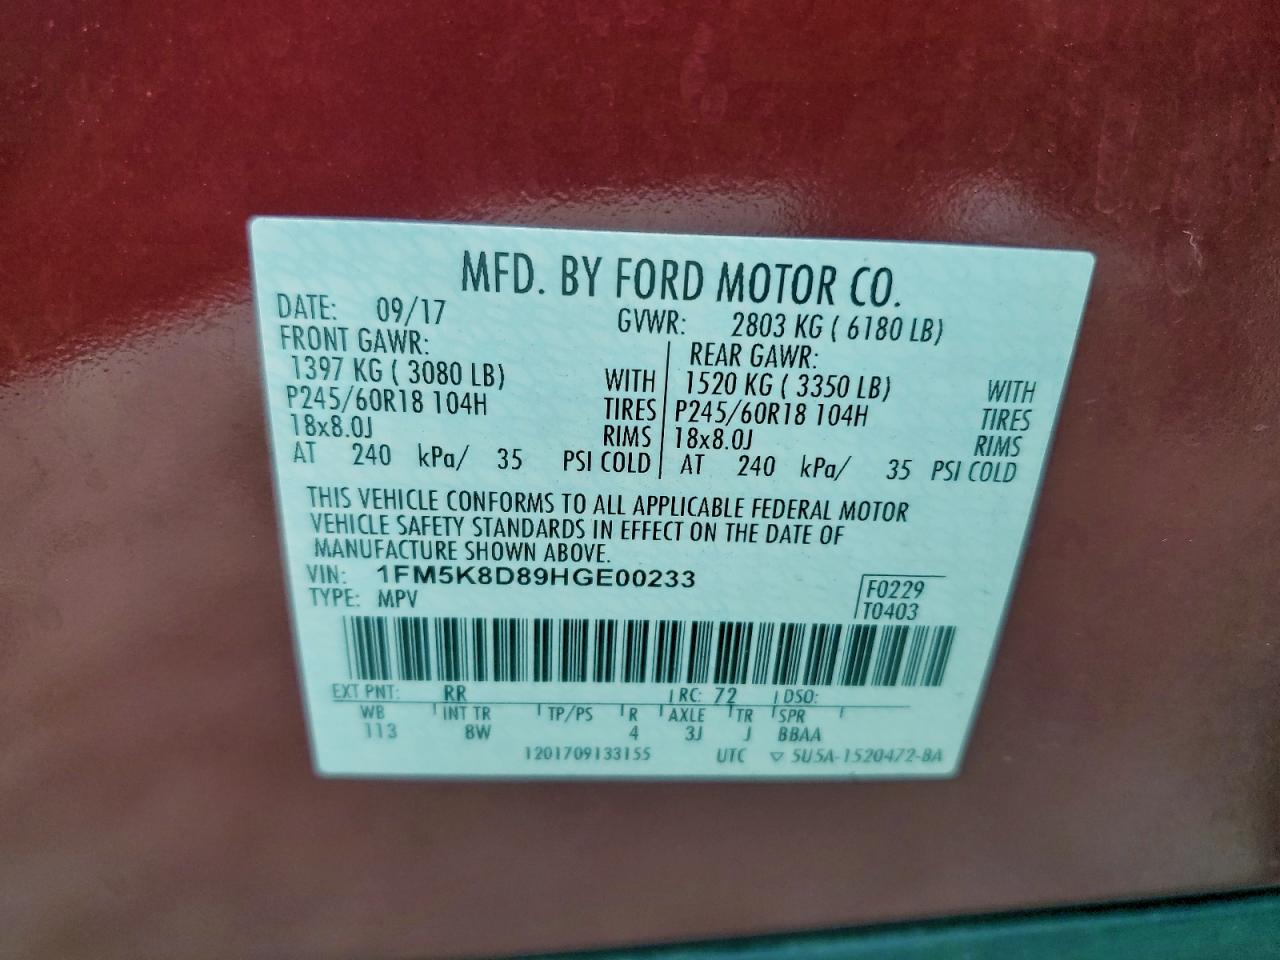 MFD. BY FORD MOTOR CO.
DATE: 09/17 GVWR: 2803 KG ( 6180 LB)
FRONT GAWR: REAR GAWR:
1397 KG ( 3080 LB) WITH 1520 KG ( 3350 LB) WITH
P245/60R18 104H TIRES P245/60R18 104H TIRES
18x8.0J RIMS 18x8.0J RIMS
AT 240 kPa/ 35 PSI COLD AT 240 kPa/ 35 PSI COLD
THIS VEHICLE CONFORMS TO ALL APPLICABLE FEDERAL MOTOR
VEHICLE SAFETY STANDARDS IN EFFECT ON THE DATE OF
MANUFACTURE SHOWN ABOVE.
VIN: 1FM5K8D89HGE00233 F0229
TYPE: MPV T0403
EXT PNT: RR RC: 72 DSO:
WB INT TR TP/PS R AXLE TR SPR
113 8W 4 3J J BBAA
1201709133155 UTC ▽ 5U5A-1520472-BA